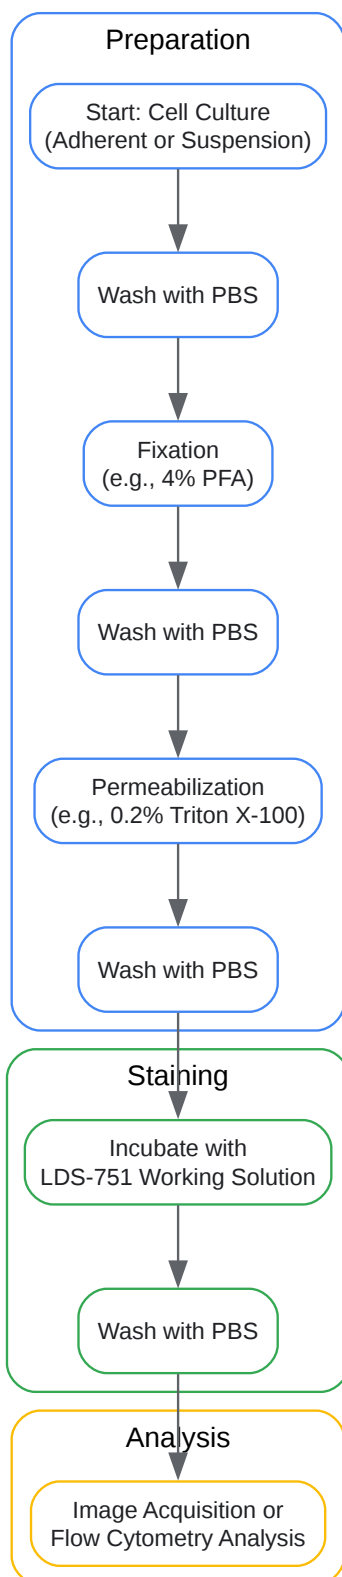 Preparation
Start: Cell Culture
(Adherent or Suspension)
Wash with PBS
Fixation
(e.g., 4% PFA)
Wash with PBS
Permeabilization
(e.g., 0.2% Triton X-100)
Wash with PBS
Staining
Incubate with
LDS-751 Working Solution
Wash with PBS
Analysis
Image Acquisition or
Flow Cytometry Analysis